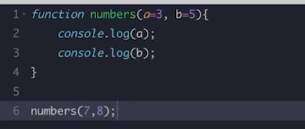 1 function numbers(a=3, b=5){
2     console.log(a);
3     console.log(b);
4 }
5
6 numbers(7,8);